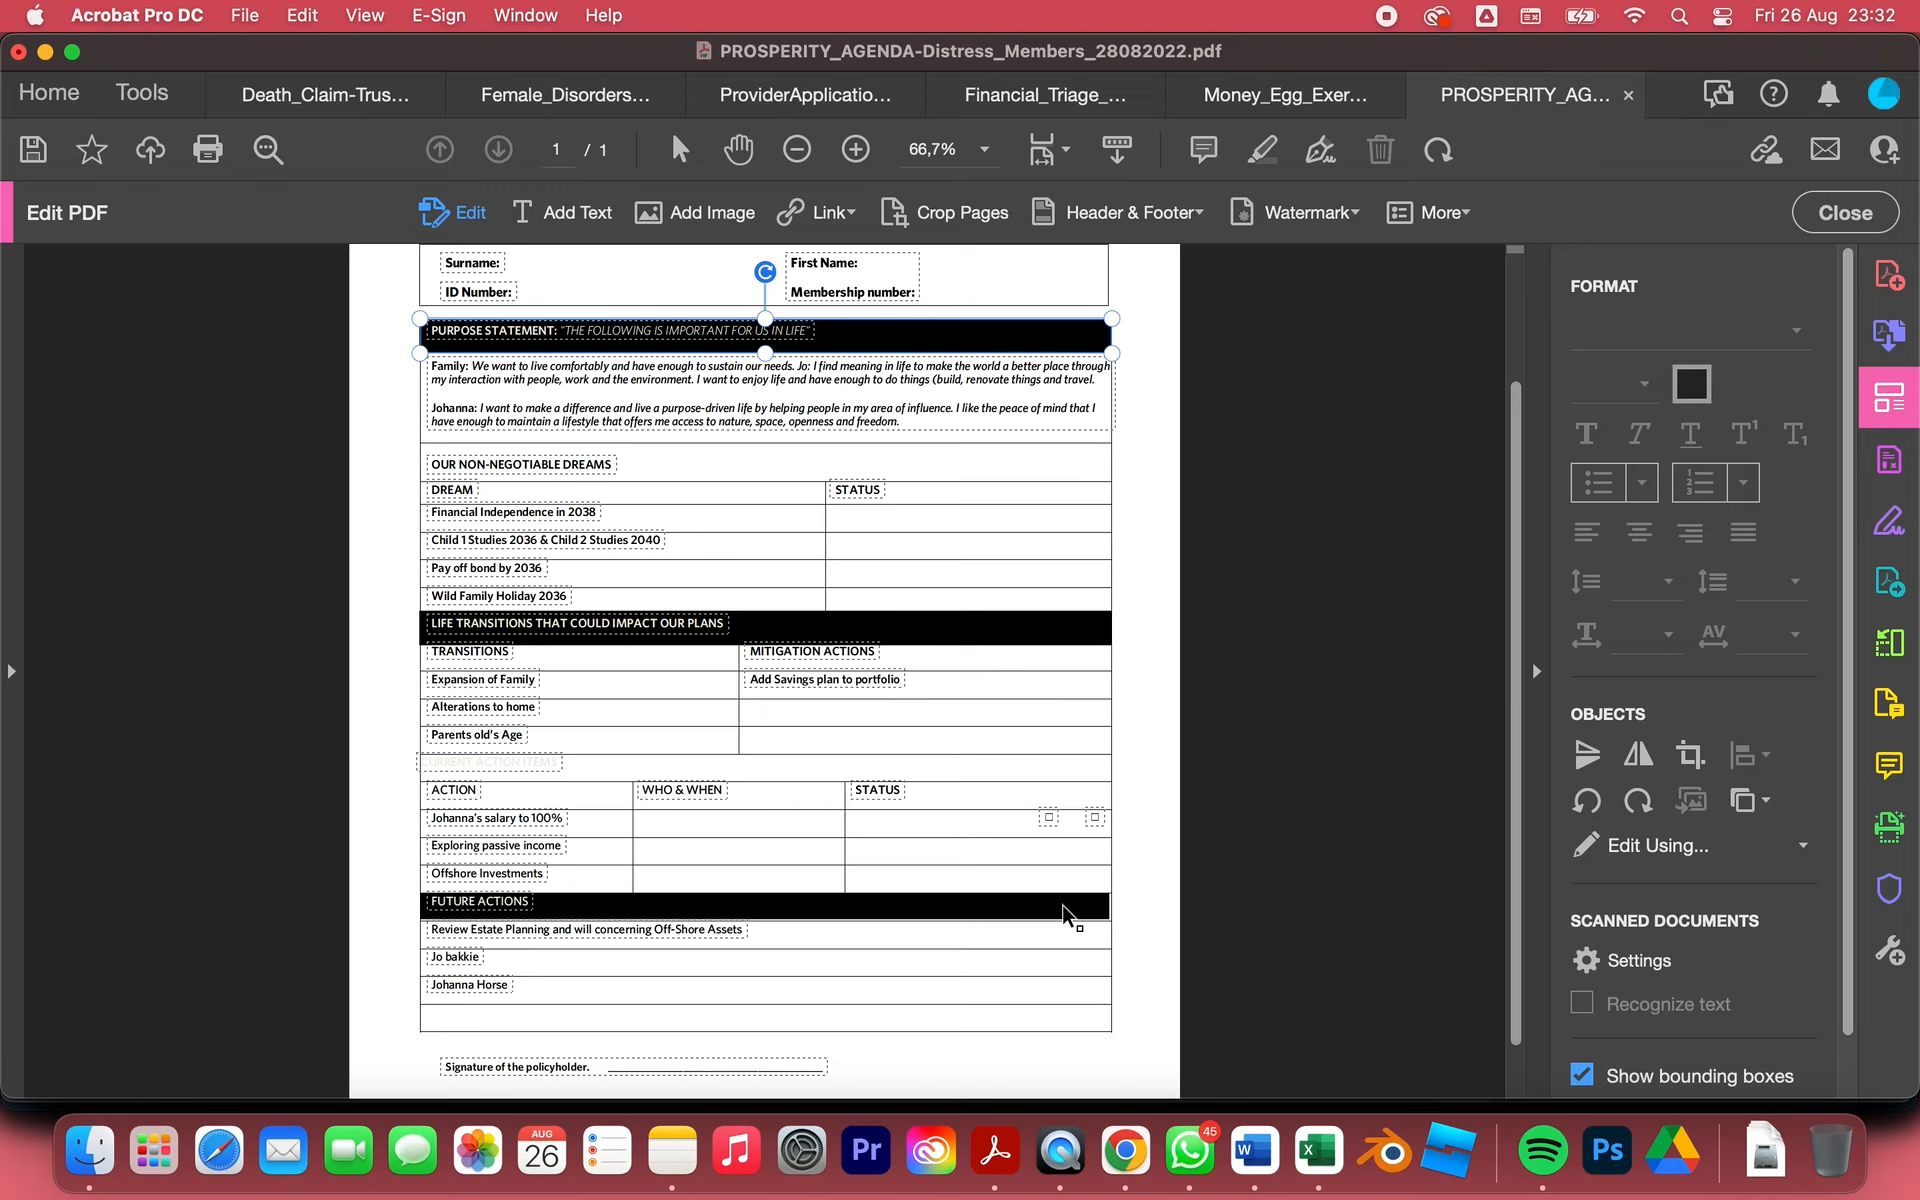 Acrobat Pro DC File Edit View E-Sign Window Help Fri 26 Aug 23:32
PROSPERITY_AGENDA-Distress_Members_28082022.pdf
Home Tools Death_Claim-Trus... Female_Disorders... ProviderApplicatio... Financial_Triage_... Money_Egg_Exer... PROSPERITY_AG... ×
1 / 1 66,7%
Edit PDF Edit Add Text Add Image Link Crop Pages Header & Footer Watermark More Close
Surname: First Name:
ID Number: Membership number:
PURPOSE STATEMENT: "THE FOLLOWING IS IMPORTANT FOR US IN LIFE"
Family: We want to live comfortably and have enough to sustain our needs. Jo: I find meaning in life to make the world a better place through
my interaction with people, work and the environment. I want to enjoy life and have enough to do things (build, renovate things and travel.
Johanna: I want to make a difference and live a purpose-driven life by helping people in my area of influence. I like the peace of mind that I
have enough to maintain a lifestyle that offers me access to nature, space, openness and freedom.
OUR NON-NEGOTIABLE DREAMS
DREAM STATUS
Financial Independence in 2038
Child 1 Studies 2036 & Child 2 Studies 2040
Pay off bond by 2036
Wild Family Holiday 2036
LIFE TRANSITIONS THAT COULD IMPACT OUR PLANS
TRANSITIONS MITIGATION ACTIONS
Expansion of Family Add Savings plan to portfolio
Alterations to home
Parents old's Age
CURRENT ACTION ITEMS
ACTION WHO & WHEN STATUS
Johanna's salary to 100% □ □
Exploring passive income
Offshore Investments
FUTURE ACTIONS
Review Estate Planning and will concerning Off-Shore Assets
Jo bakkie
Johanna Horse
Signature of the policyholder.
FORMAT
OBJECTS
Edit Using...
SCANNED DOCUMENTS
Settings
Recognize text
Show bounding boxes
AUG
26
Pr
45
W
X
Ps